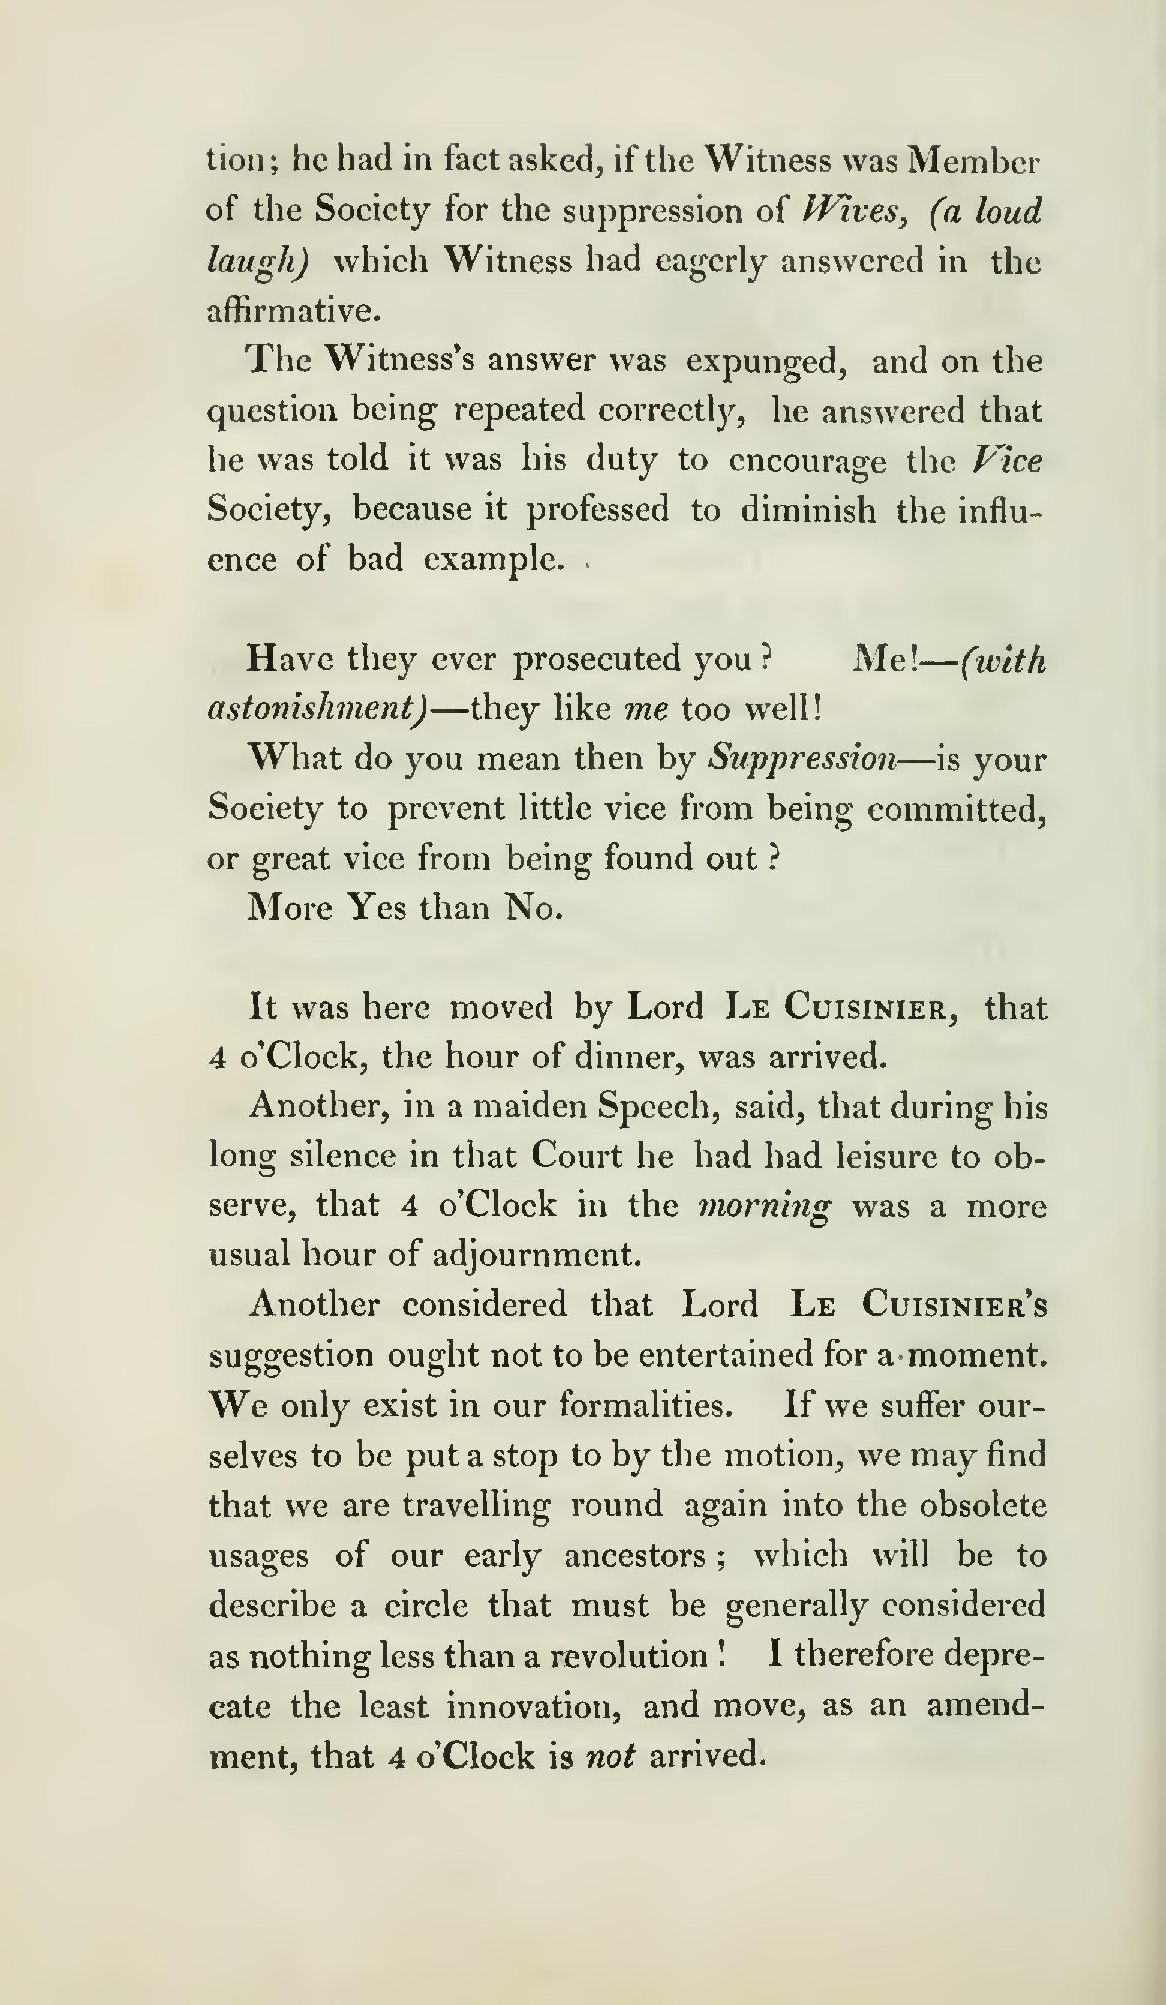 tion; he had in fact asked, if the Witness was Member
of the Society for the suppression of Wives, (a loud
laugh) which Witness had eagerly answered in the
affirmative.
The Witness's answer was expunged, and on the
question being repeated correctly, he answered that
he was told it was his duty to encourage the Vice
Society, because it professed to diminish the influ-
ence of bad example.
Have they ever prosecuted you? Me!—(with
astonishment)—they like me too well!
What do you mean then by Suppression—is your
Society to prevent little vice from being committed,
or great vice from being found out?
More Yes than No.
It was here moved by Lord LE CUISINIER, that
4 o'Clock, the hour of dinner, was arrived.
Another, in a maiden Speech, said, that during his
long silence in that Court he had had leisure to ob-
serve, that 4 o'Clock in the morning was a more
usual hour of adjournment.
Another considered that Lord LE CUISINIER'S
suggestion ought not to be entertained for a moment.
We only exist in our formalities. If we suffer our-
selves to be put a stop to by the motion, we may find
that we are travelling round again into the obsolete
usages of our early ancestors; which will be to
describe a circle that must be generally considered
as nothing less than a revolution! I therefore depre-
cate the least innovation, and move, as an amend-
ment, that 4 o'Clock is not arrived.